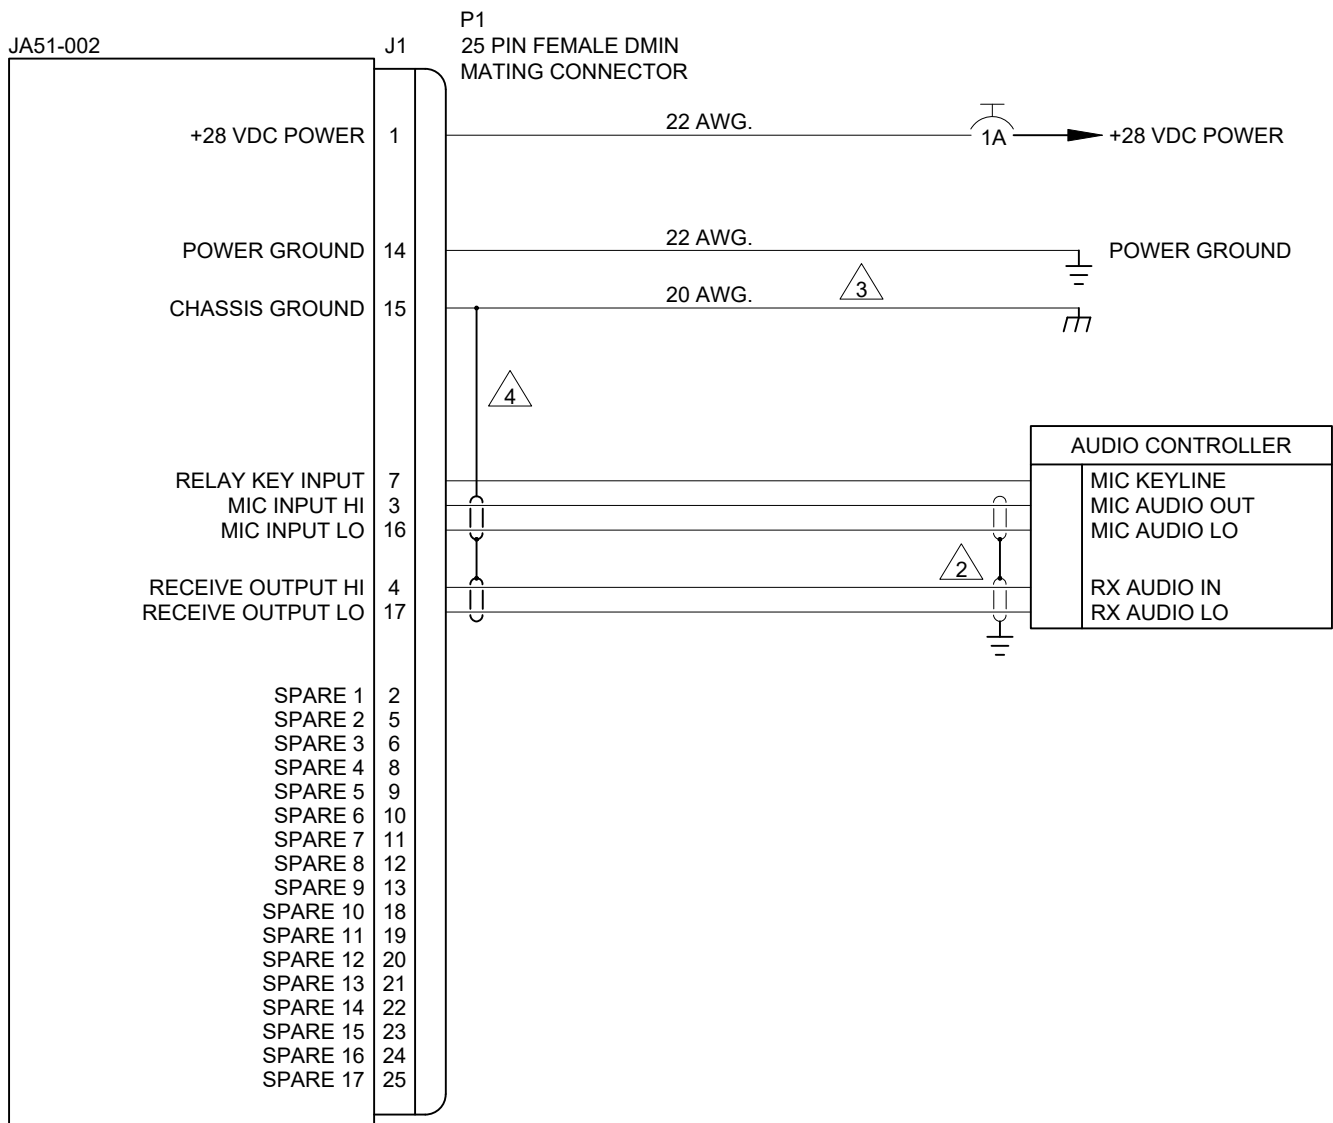 P1
JA51-002 J1 25 PIN FEMALE DMIN
MATING CONNECTOR
22 AWG.
+28 VDC POWER 1 1A +28 VDC POWER
22 AWG.
POWER GROUND 14 POWER GROUND
20 AWG. 3
CHASSIS GROUND 15
4
AUDIO CONTROLLER
RELAY KEY INPUT 7 MIC KEYLINE
MIC INPUT HI 3 MIC AUDIO OUT
MIC INPUT LO 16 MIC AUDIO LO
2
RECEIVE OUTPUT HI 4 RX AUDIO IN
RECEIVE OUTPUT LO 17 RX AUDIO LO
SPARE 1 2
SPARE 2 5
SPARE 3 6
SPARE 4 8
SPARE 5 9
SPARE 6 10
SPARE 7 11
SPARE 8 12
SPARE 9 13
SPARE 10 18
SPARE 11 19
SPARE 12 20
SPARE 13 21
SPARE 14 22
SPARE 15 23
SPARE 16 24
SPARE 17 25